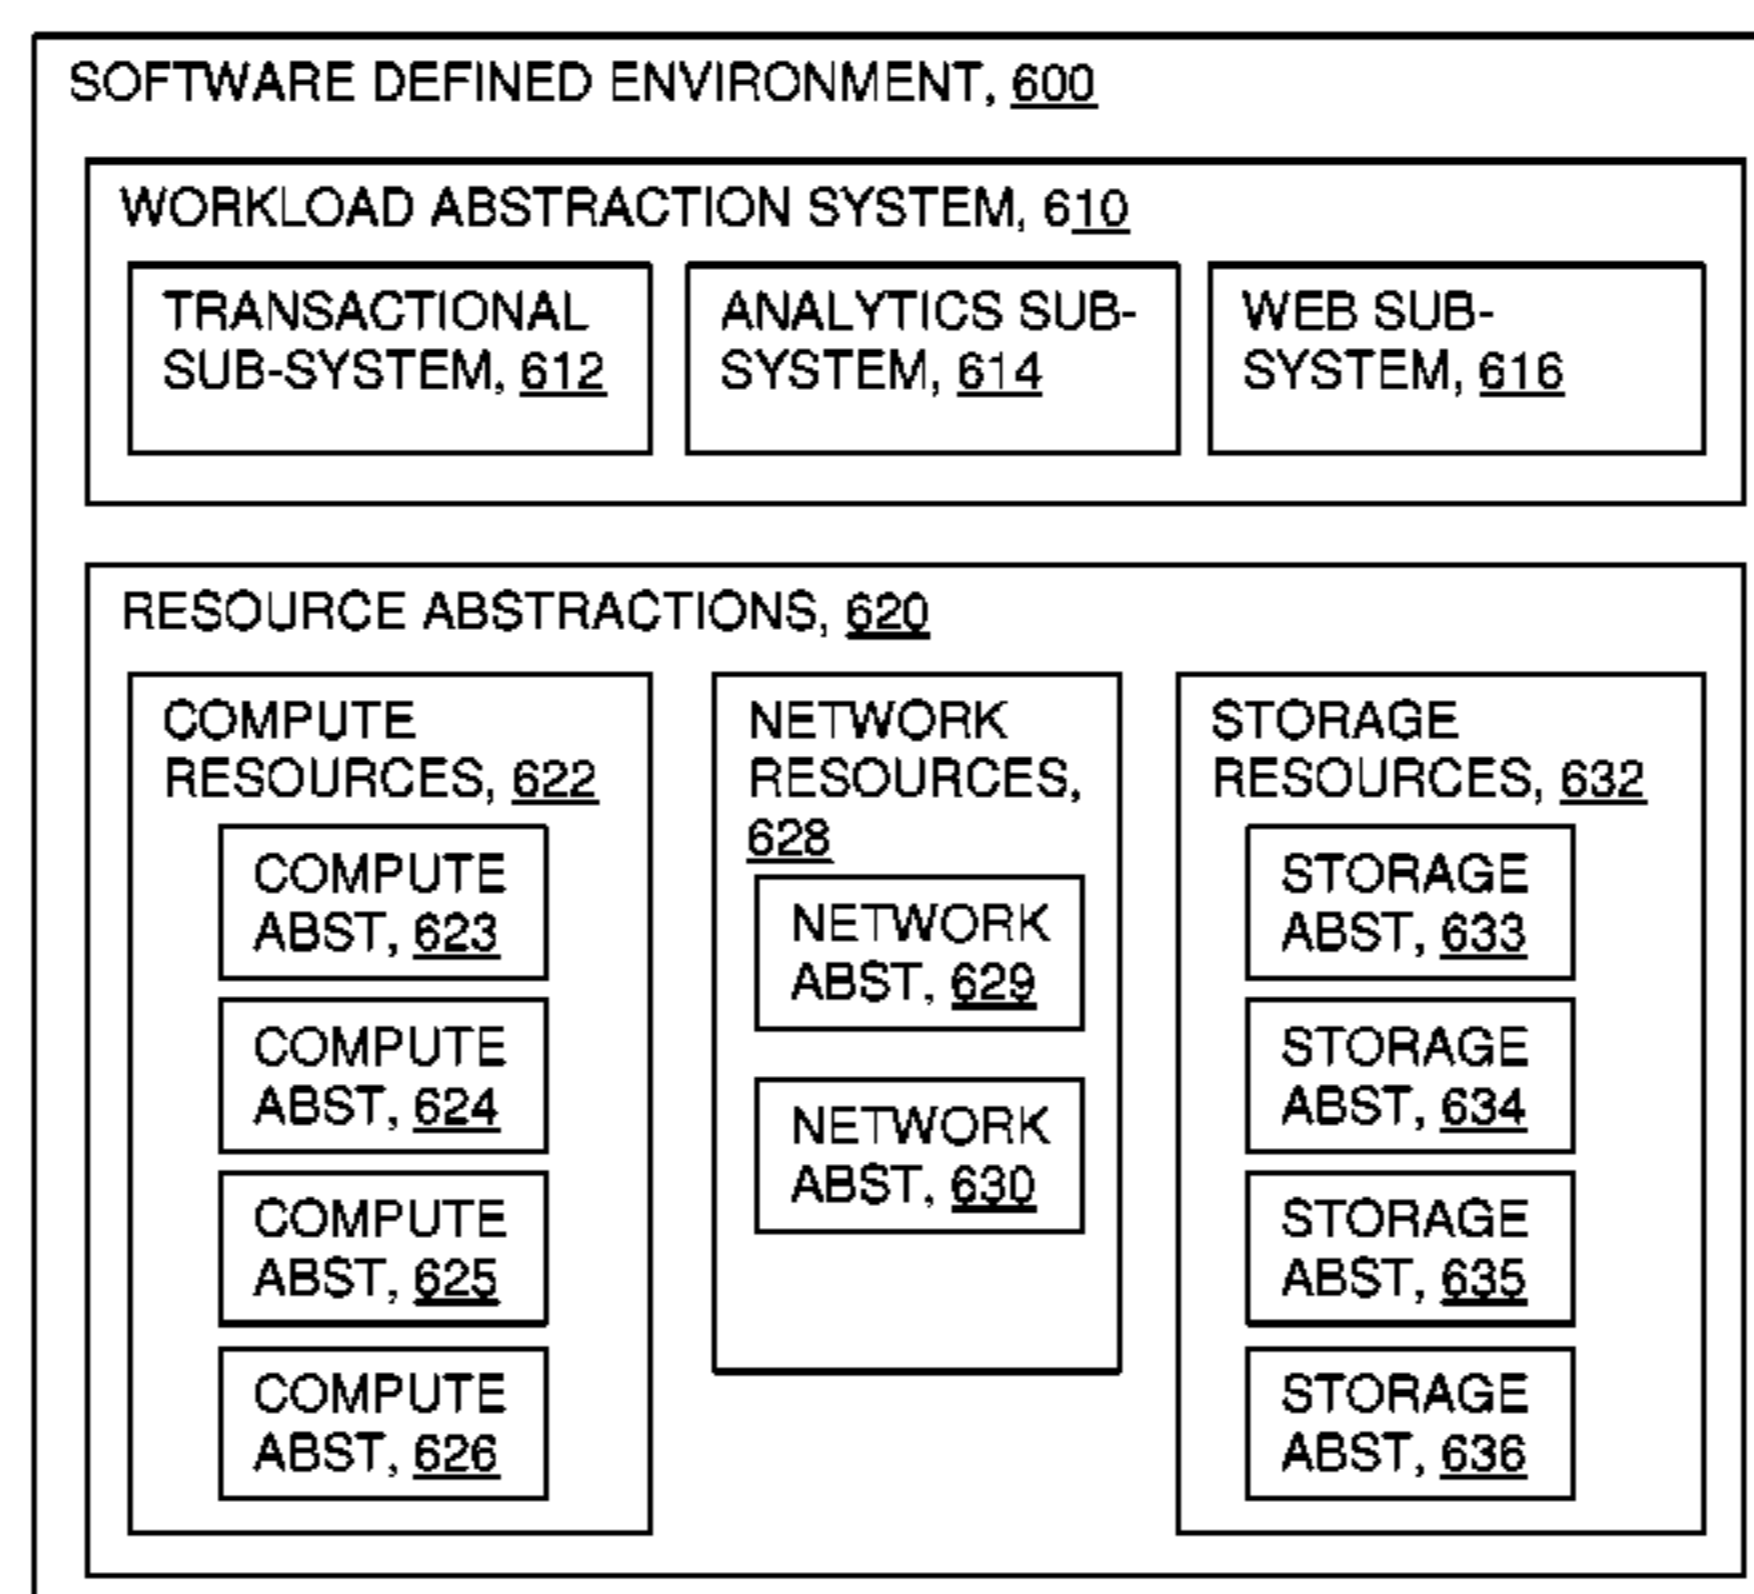 SOFTWARE DEFINED ENVIRONMENT, 600
WORKLOAD ABSTRACTION SYSTEM, 610
TRANSACTIONAL
SUB-SYSTEM, 612
ANALYTICS SUB-
SYSTEM, 614
WEB SUB-
SYSTEM, 616
RESOURCE ABSTRACTIONS, 620
COMPUTE
RESOURCES, 622
COMPUTE
ABST, 623
COMPUTE
ABST, 624
COMPUTE
ABST, 625
COMPUTE
ABST, 626
NETWORK
RESOURCES,
628
NETWORK
ABST, 629
NETWORK
ABST, 630
STORAGE
RESOURCES, 632
STORAGE
ABST, 633
STORAGE
ABST, 634
STORAGE
ABST, 635
STORAGE
ABST, 636